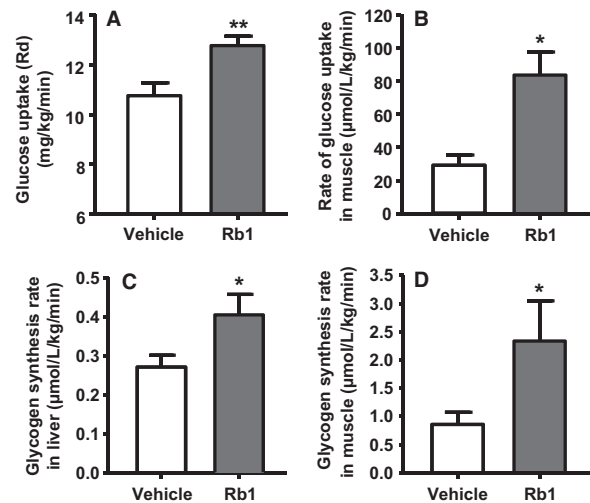 A
Glucose uptake (Rd)
(mg/kg/min)
14
12
10
8
6
**
Vehicle
Rb1
B
Rate of glucose uptake
in muscle (µmol/L/kg/min)
120
100
80
60
40
20
0
*
Vehicle
Rb1
C
Glycogen synthesis rate
in liver (µmol/L/kg/min)
0.5
0.4
0.3
0.2
0.1
0.0
*
Vehicle
Rb1
D
Glycogen synthesis rate
in muscle (µmol/L/kg/min)
3.5
3.0
2.5
2.0
1.5
1.0
0.5
0.0
*
Vehicle
Rb1